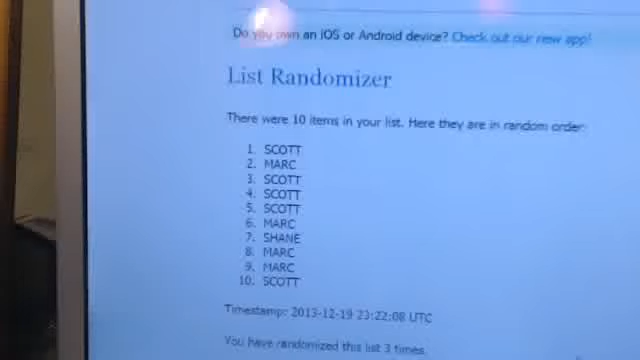 Do you own an iOS or Android device? Check out our new app!
List Randomizer
There were 10 items in your list. Here they are in random order:
1. SCOTT
2. MARC
3. SCOTT
4. SCOTT
5. SCOTT
6. MARC
7. SHANE
8. MARC
9. MARC
10. SCOTT
Timestamp: 2013-12-19 23:22:08 UTC
You have randomized this list 3 times.